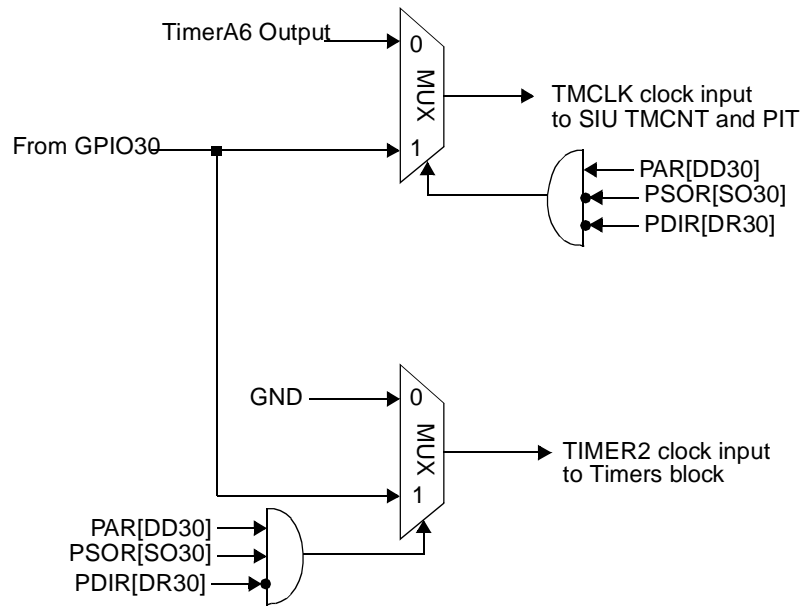 TimerA6 Output
0
MUX
TMCLK clock input
to SIU TMCNT and PIT
From GPIO30
1
PAR[DD30]
PSOR[SO30]
PDIR[DR30]
GND
0
MUX
TIMER2 clock input
to Timers block
1
PAR[DD30]
PSOR[SO30]
PDIR[DR30]